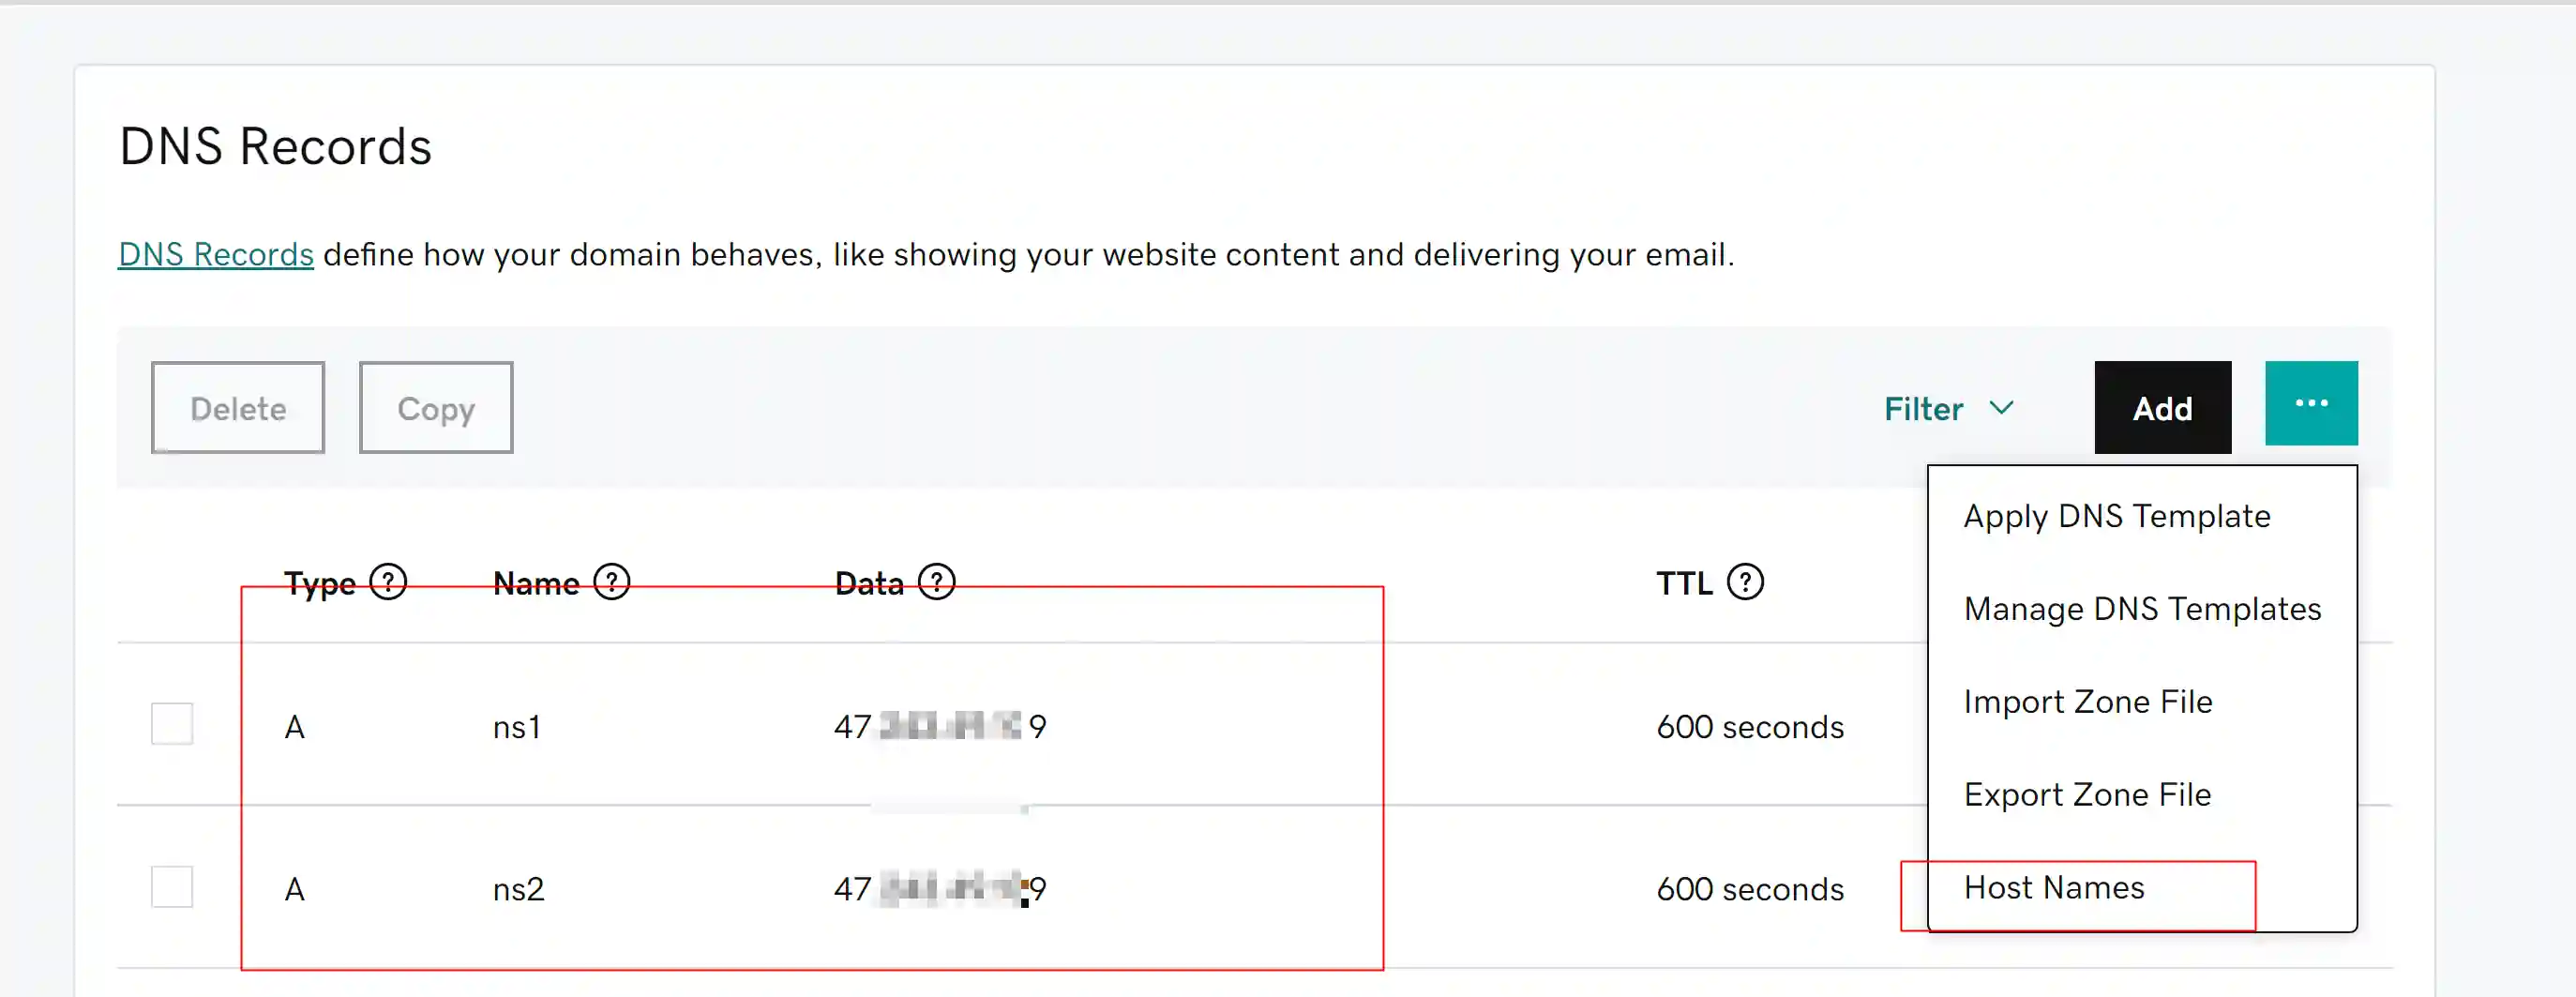 DNS Records
DNS Records define how your domain behaves, like showing your website content and delivering your email.
Delete Copy Filter Add ...
Apply DNS Template
Manage DNS Templates
Import Zone File
Export Zone File
Host Names
Type ? Name ? Data ? TTL ?
A ns1 47 9 600 seconds
A ns2 47 9 600 seconds